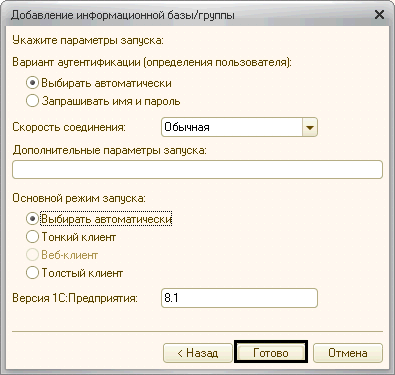 Добавление информационной базы/группы
Укажите параметры запуска:
Вариант аутентификации (определения пользователя):
Выбирать автоматически
Запрашивать имя и пароль
Скорость соединения:
Обычная
Дополнительные параметры запуска:
Основной режим запуска:
Выбирать автоматически
Тонкий клиент
Веб-клиент
Толстый клиент
Версия 1С:Предприятия:
8.1
< Назад
Готово
Отмена